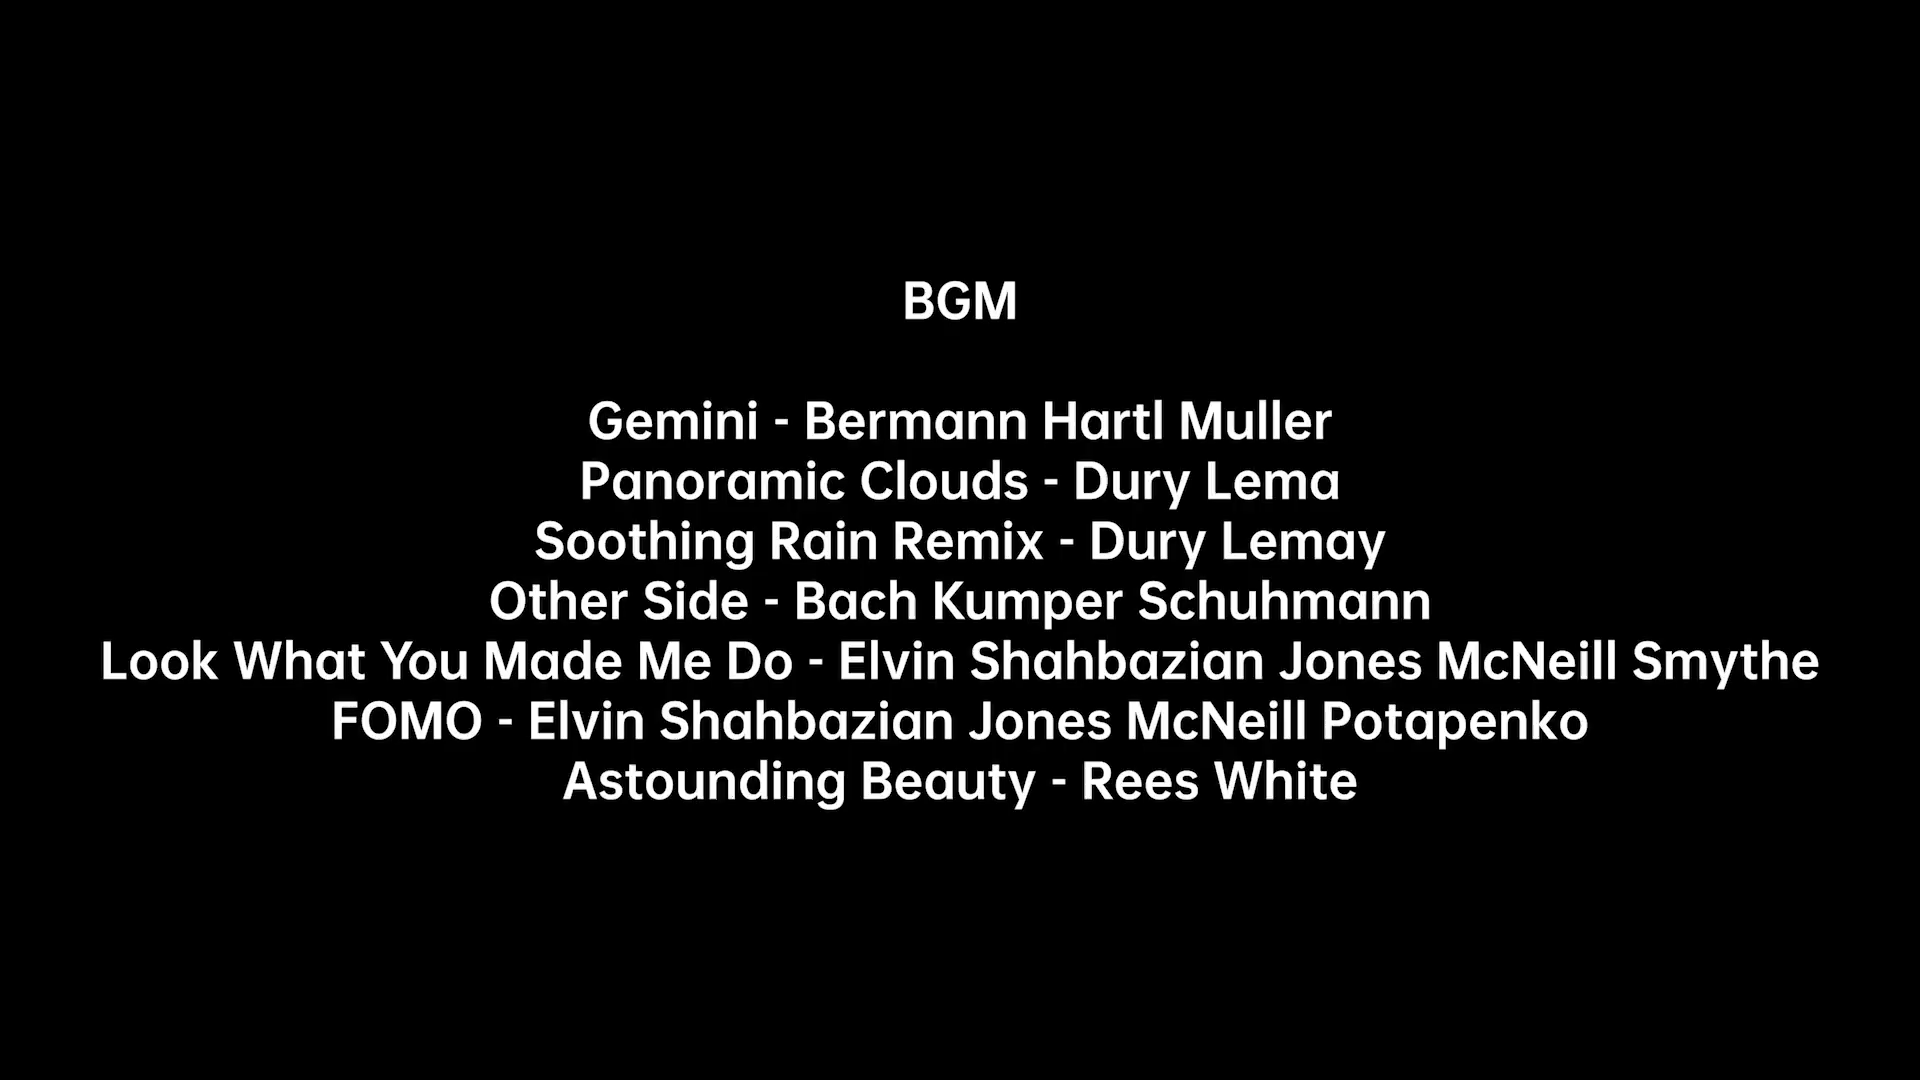 BGM
Gemini - Bermann Hartl Muller
Panoramic Clouds - Dury Lema
Soothing Rain Remix - Dury Lemay
Other Side - Bach Kumper Schuhmann
Look What You Made Me Do - Elvin Shahbazian Jones McNeill Smythe
FOMO - Elvin Shahbazian Jones McNeill Potapenko
Astounding Beauty - Rees White